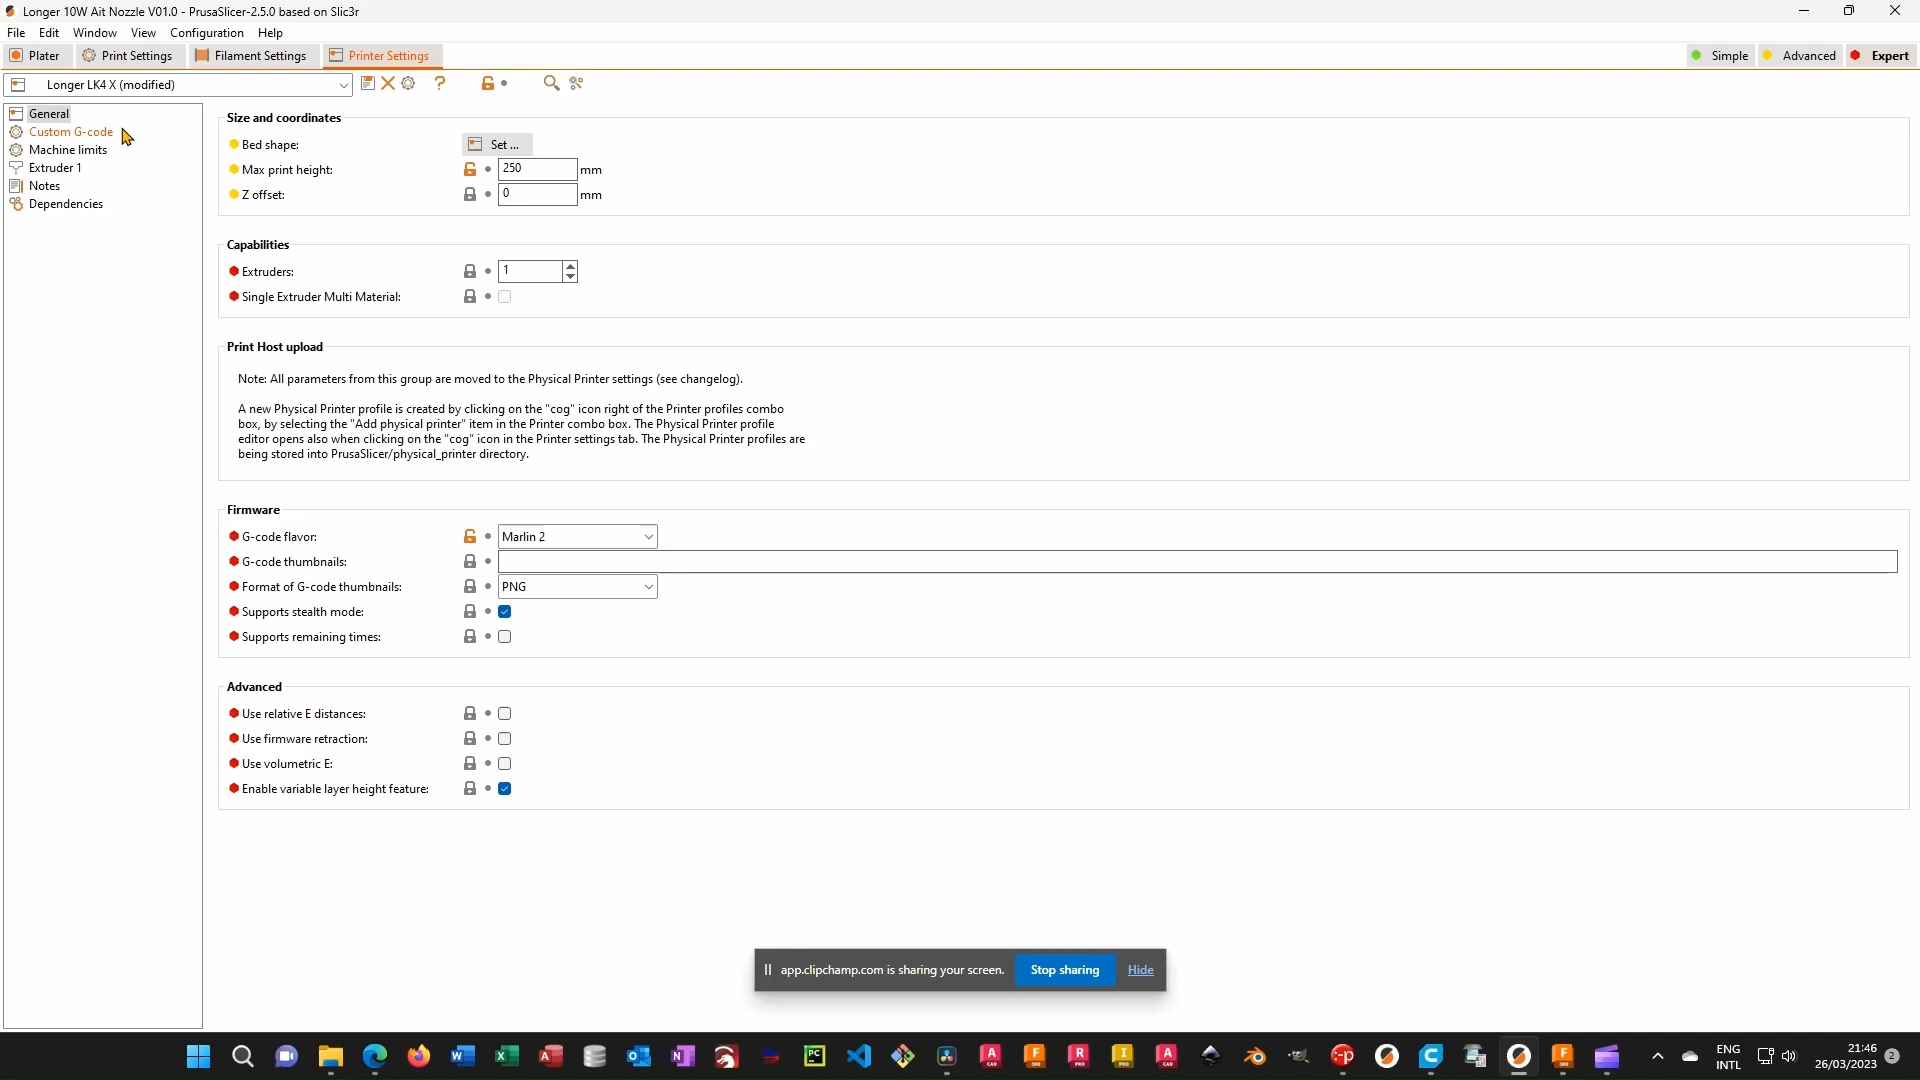 Longer 10W Ait Nozzle V01.0 - PrusaSlicer-2.5.0 based on Slic3r
File Edit Window View Configuration Help
Plater Print Settings Filament Settings Printer Settings Simple Advanced Expert
Longer LK4 X (modified)
General
Custom G-code
Machine limits
Extruder 1
Notes
Dependencies
Size and coordinates
Bed shape: Set ...
Max print height: 250 mm
Z offset: 0 mm
Capabilities
Extruders: 1
Single Extruder Multi Material:
Print Host upload
Note: All parameters from this group are moved to the Physical Printer settings (see changelog).
A new Physical Printer profile is created by clicking on the "cog" icon right of the Printer profiles combo
box, by selecting the "Add physical printer" item in the Printer combo box. The Physical Printer profile
editor opens also when clicking on the "cog" icon in the Printer settings tab. The Physical Printer profiles are
being stored into PrusaSlicer/physical_printer directory.
Firmware
G-code flavor: Marlin 2
G-code thumbnails:
Format of G-code thumbnails: PNG
Supports stealth mode:
Supports remaining times:
Advanced
Use relative E distances:
Use firmware retraction:
Use volumetric E:
Enable variable layer height feature:
app.clipchamp.com is sharing your screen. Stop sharing Hide
ENG
INTL
21:46
26/03/2023
2